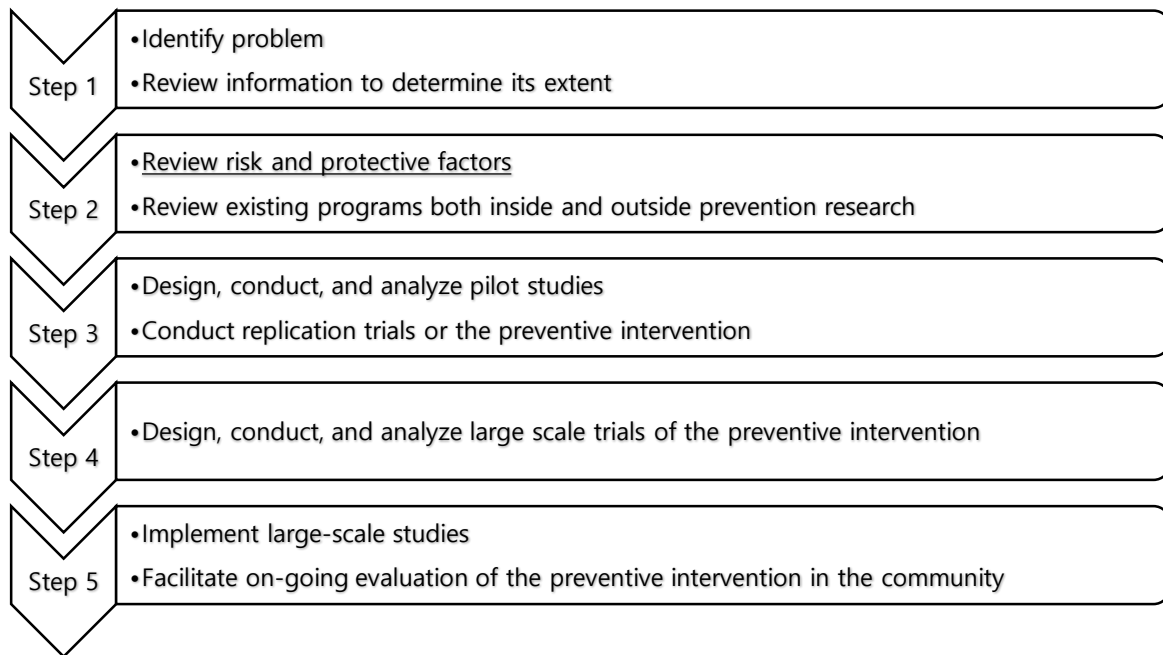 Step 1
•Identify problem
•Review information to determine its extent
Step 2
•Review risk and protective factors
•Review existing programs both inside and outside prevention research
Step 3
•Design, conduct, and analyze pilot studies
•Conduct replication trials or the preventive intervention
Step 4
•Design, conduct, and analyze large scale trials of the preventive intervention
Step 5
•Implement large-scale studies
•Facilitate on-going evaluation of the preventive intervention in the community